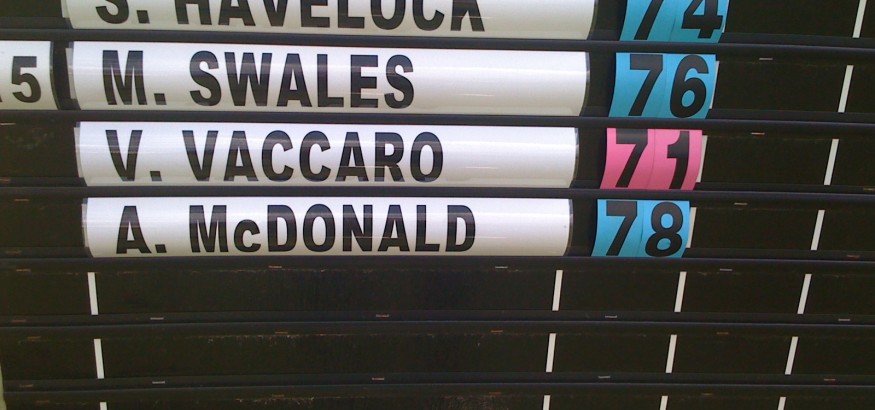 S. HAVELOCK 74
5 M. SWALES 76
V. VACCARO 71
A. McDONALD 78